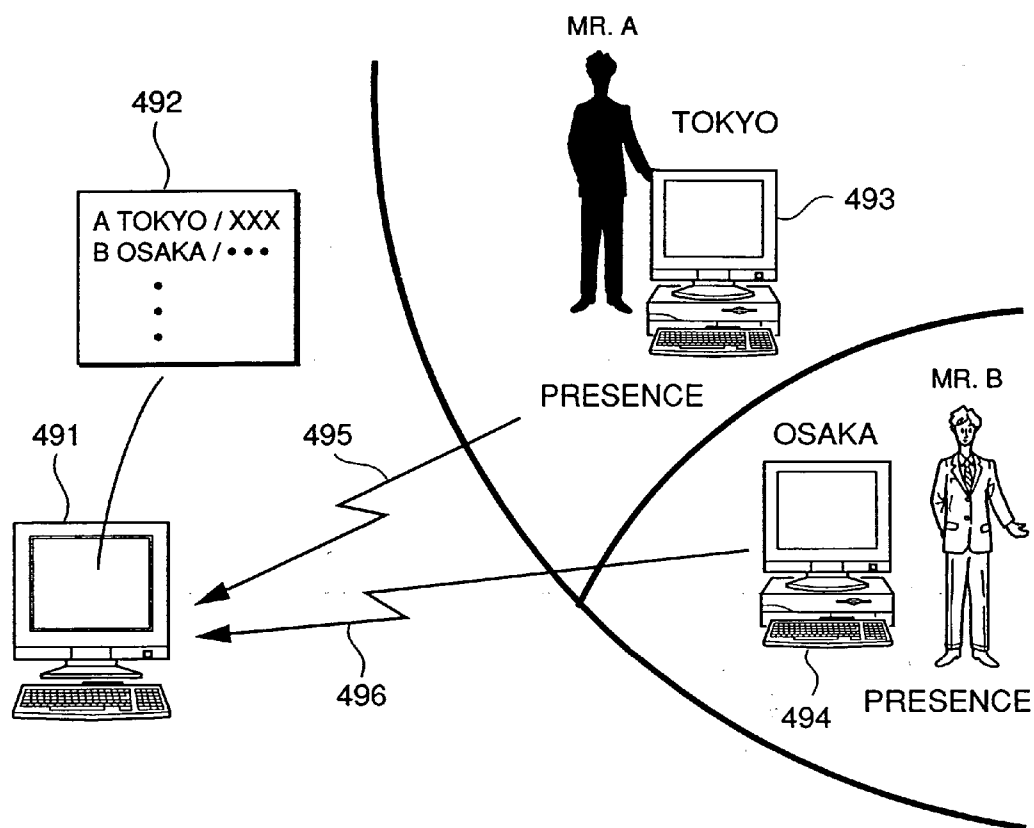 MR. A
TOKYO
492
493
A TOKYO / XXX
B OSAKA / •••
•
•
•
PRESENCE
MR. B
491
495
OSAKA
496
494
PRESENCE